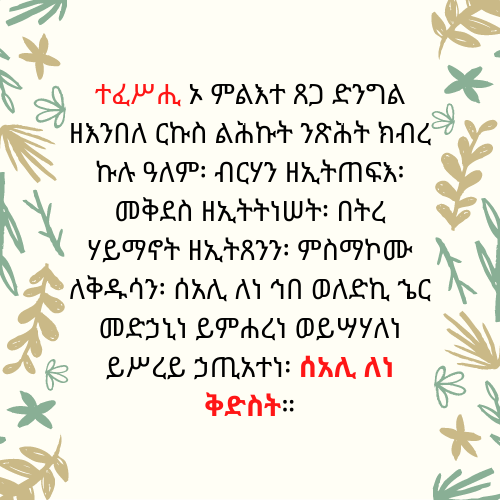 ተፈሥሒ ኦ ምልእተ ጸጋ ድንግል
ዘእንበለ ርኩስ ልሕኩት ንጽሕት ክብረ
ኩሉ ዓለም፡ ብርሃን ዘኢትጠፍእ፡
መቅደስ ዘኢትትነሠት፡ በትረ
ሃይማኖት ዘኢትጸንን፡ ምስማኮሙ
ለቅዱሳን፡ ሰአሊ ለነ ኅበ ወለድኪ ኄር
መድኃኒነ ይምሐረነ ወይሣሃለነ
ይሥረይ ኃጢአተነ፡ ሰአሊ ለነ
ቅድስት።